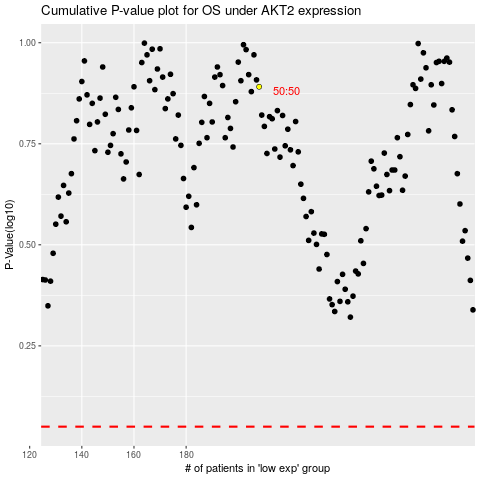 Cumulative P-value plot for OS under AKT2 expression
P-Value(log10)
1.00
0.75
0.50
0.25
50:50
120 140 160 180
# of patients in 'low exp' group